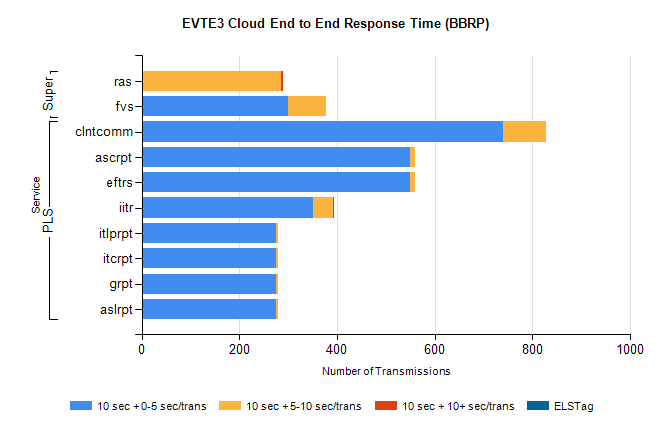 EVTE3 Cloud End to End Response Time (BBRP)
Service
Super
PLS
ras
fvs
clntcomm
ascrpt
eftrs
iitr
itlprpt
itcrpt
grpt
aslrpt
0 200 400 600 800 1000
Number of Transmissions
10 sec +0-5 sec/trans 10 sec +5-10 sec/trans 10 sec + 10+ sec/trans ELSTag